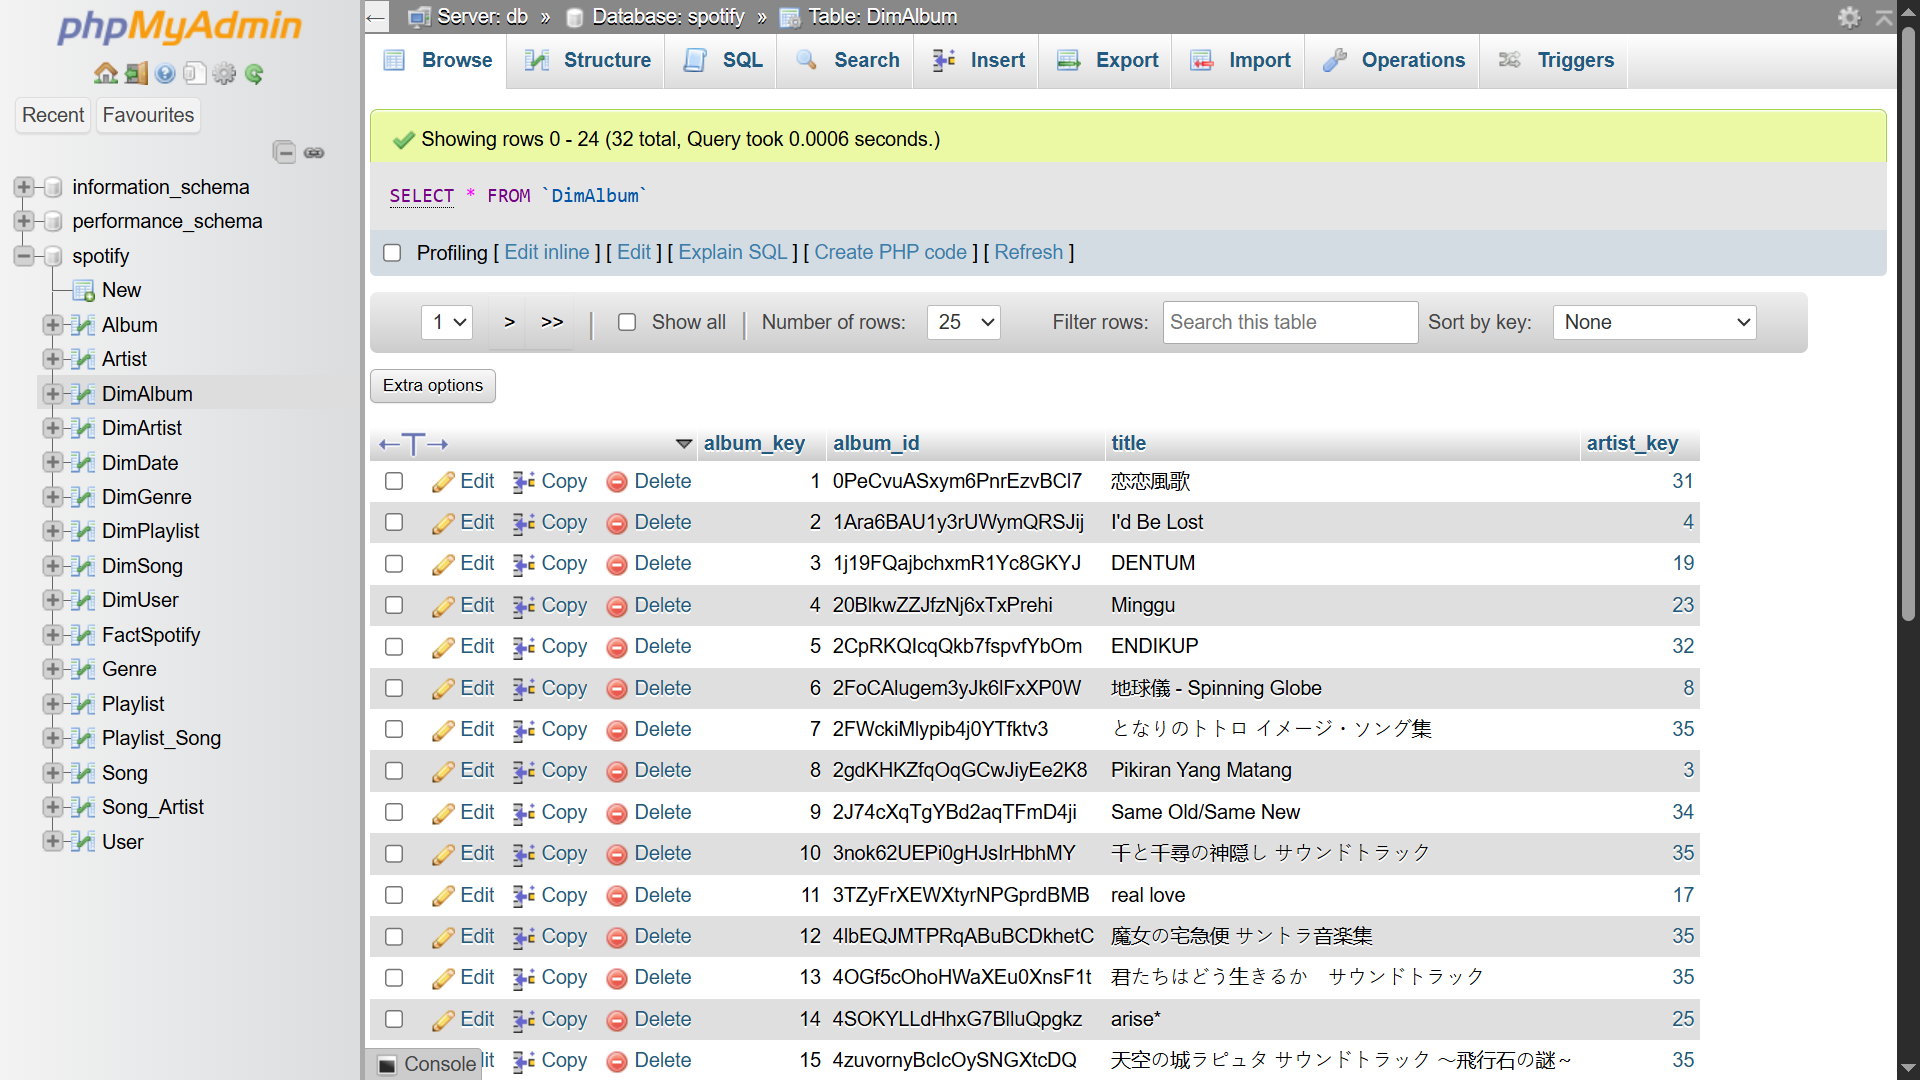 phpMyAdmin
Recent
Favourites
information_schema
performance_schema
spotify
New
Album
Artist
DimAlbum
DimArtist
DimDate
DimGenre
DimPlaylist
DimSong
DimUser
FactSpotify
Genre
Playlist
Playlist_Song
Song
Song_Artist
User
Server: db » Database: spotify » Table: DimAlbum
Browse Structure SQL Search Insert Export Import Operations Triggers
Showing rows 0 - 24 (32 total, Query took 0.0006 seconds.)
SELECT * FROM `DimAlbum`
Profiling [ Edit inline ] [ Edit ] [ Explain SQL ] [ Create PHP code ] [ Refresh ]
1 > >> | Show all | Number of rows: 25 Filter rows: Search this table Sort by key: None
Extra options
←T→ album_key album_id title artist_key
Edit Copy Delete 1 0PeCvuASxym6PnrEzvBCl7 恋恋風歌 31
Edit Copy Delete 2 1Ara6BAU1y3rUWymQRSJij I'd Be Lost 4
Edit Copy Delete 3 1j19FQajbchxmR1Yc8GKYJ DENTUM 19
Edit Copy Delete 4 20BlkwZZJfzNj6xTxPrehi Minggu 23
Edit Copy Delete 5 2CpRKQIcqQkb7fspvfYbOm ENDIKUP 32
Edit Copy Delete 6 2FoCAlugem3yJk6lFxXP0W 地球儀 - Spinning Globe 8
Edit Copy Delete 7 2FWckiMlypib4j0YTfktv3 となりのトトロ イメージ・ソング集 35
Edit Copy Delete 8 2gdKHKZfqOqGCwJiyEe2K8 Pikiran Yang Matang 3
Edit Copy Delete 9 2J74cXqTgYBd2aqTFmD4ji Same Old/Same New 34
Edit Copy Delete 10 3nok62UEPi0gHJsIrHbhMY 千と千尋の神隠し サウンドトラック 35
Edit Copy Delete 11 3TZyFrXEWXtyrNPGprdBMB real love 17
Edit Copy Delete 12 4lbEQJMTPRqABuBCDkhetC 魔女の宅急便 サントラ音楽集 35
Edit Copy Delete 13 4OGf5cOhoHWaXEu0XnsF1t 君たちはどう生きるか　サウンドトラック 35
Edit Copy Delete 14 4SOKYLLdHhxG7BlluQpgkz arise* 25
Console it Copy Delete 15 4zuvornyBcIcOySNGXtcDQ 天空の城ラピュタ サウンドトラック ～飛行石の謎～ 35